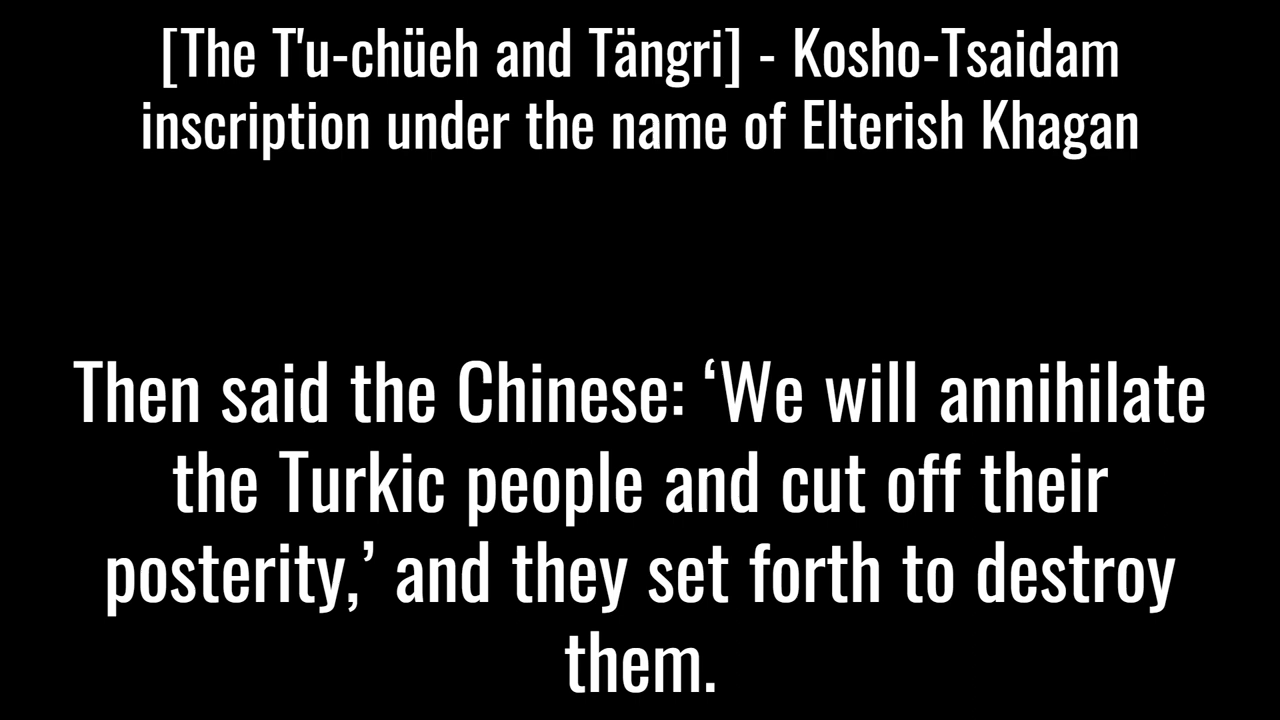 [The T'u-chüeh and Tängri] - Kosho-Tsaidam
inscription under the name of Elterish Khagan
Then said the Chinese: ‘We will annihilate
the Turkic people and cut off their
posterity,’ and they set forth to destroy
them.